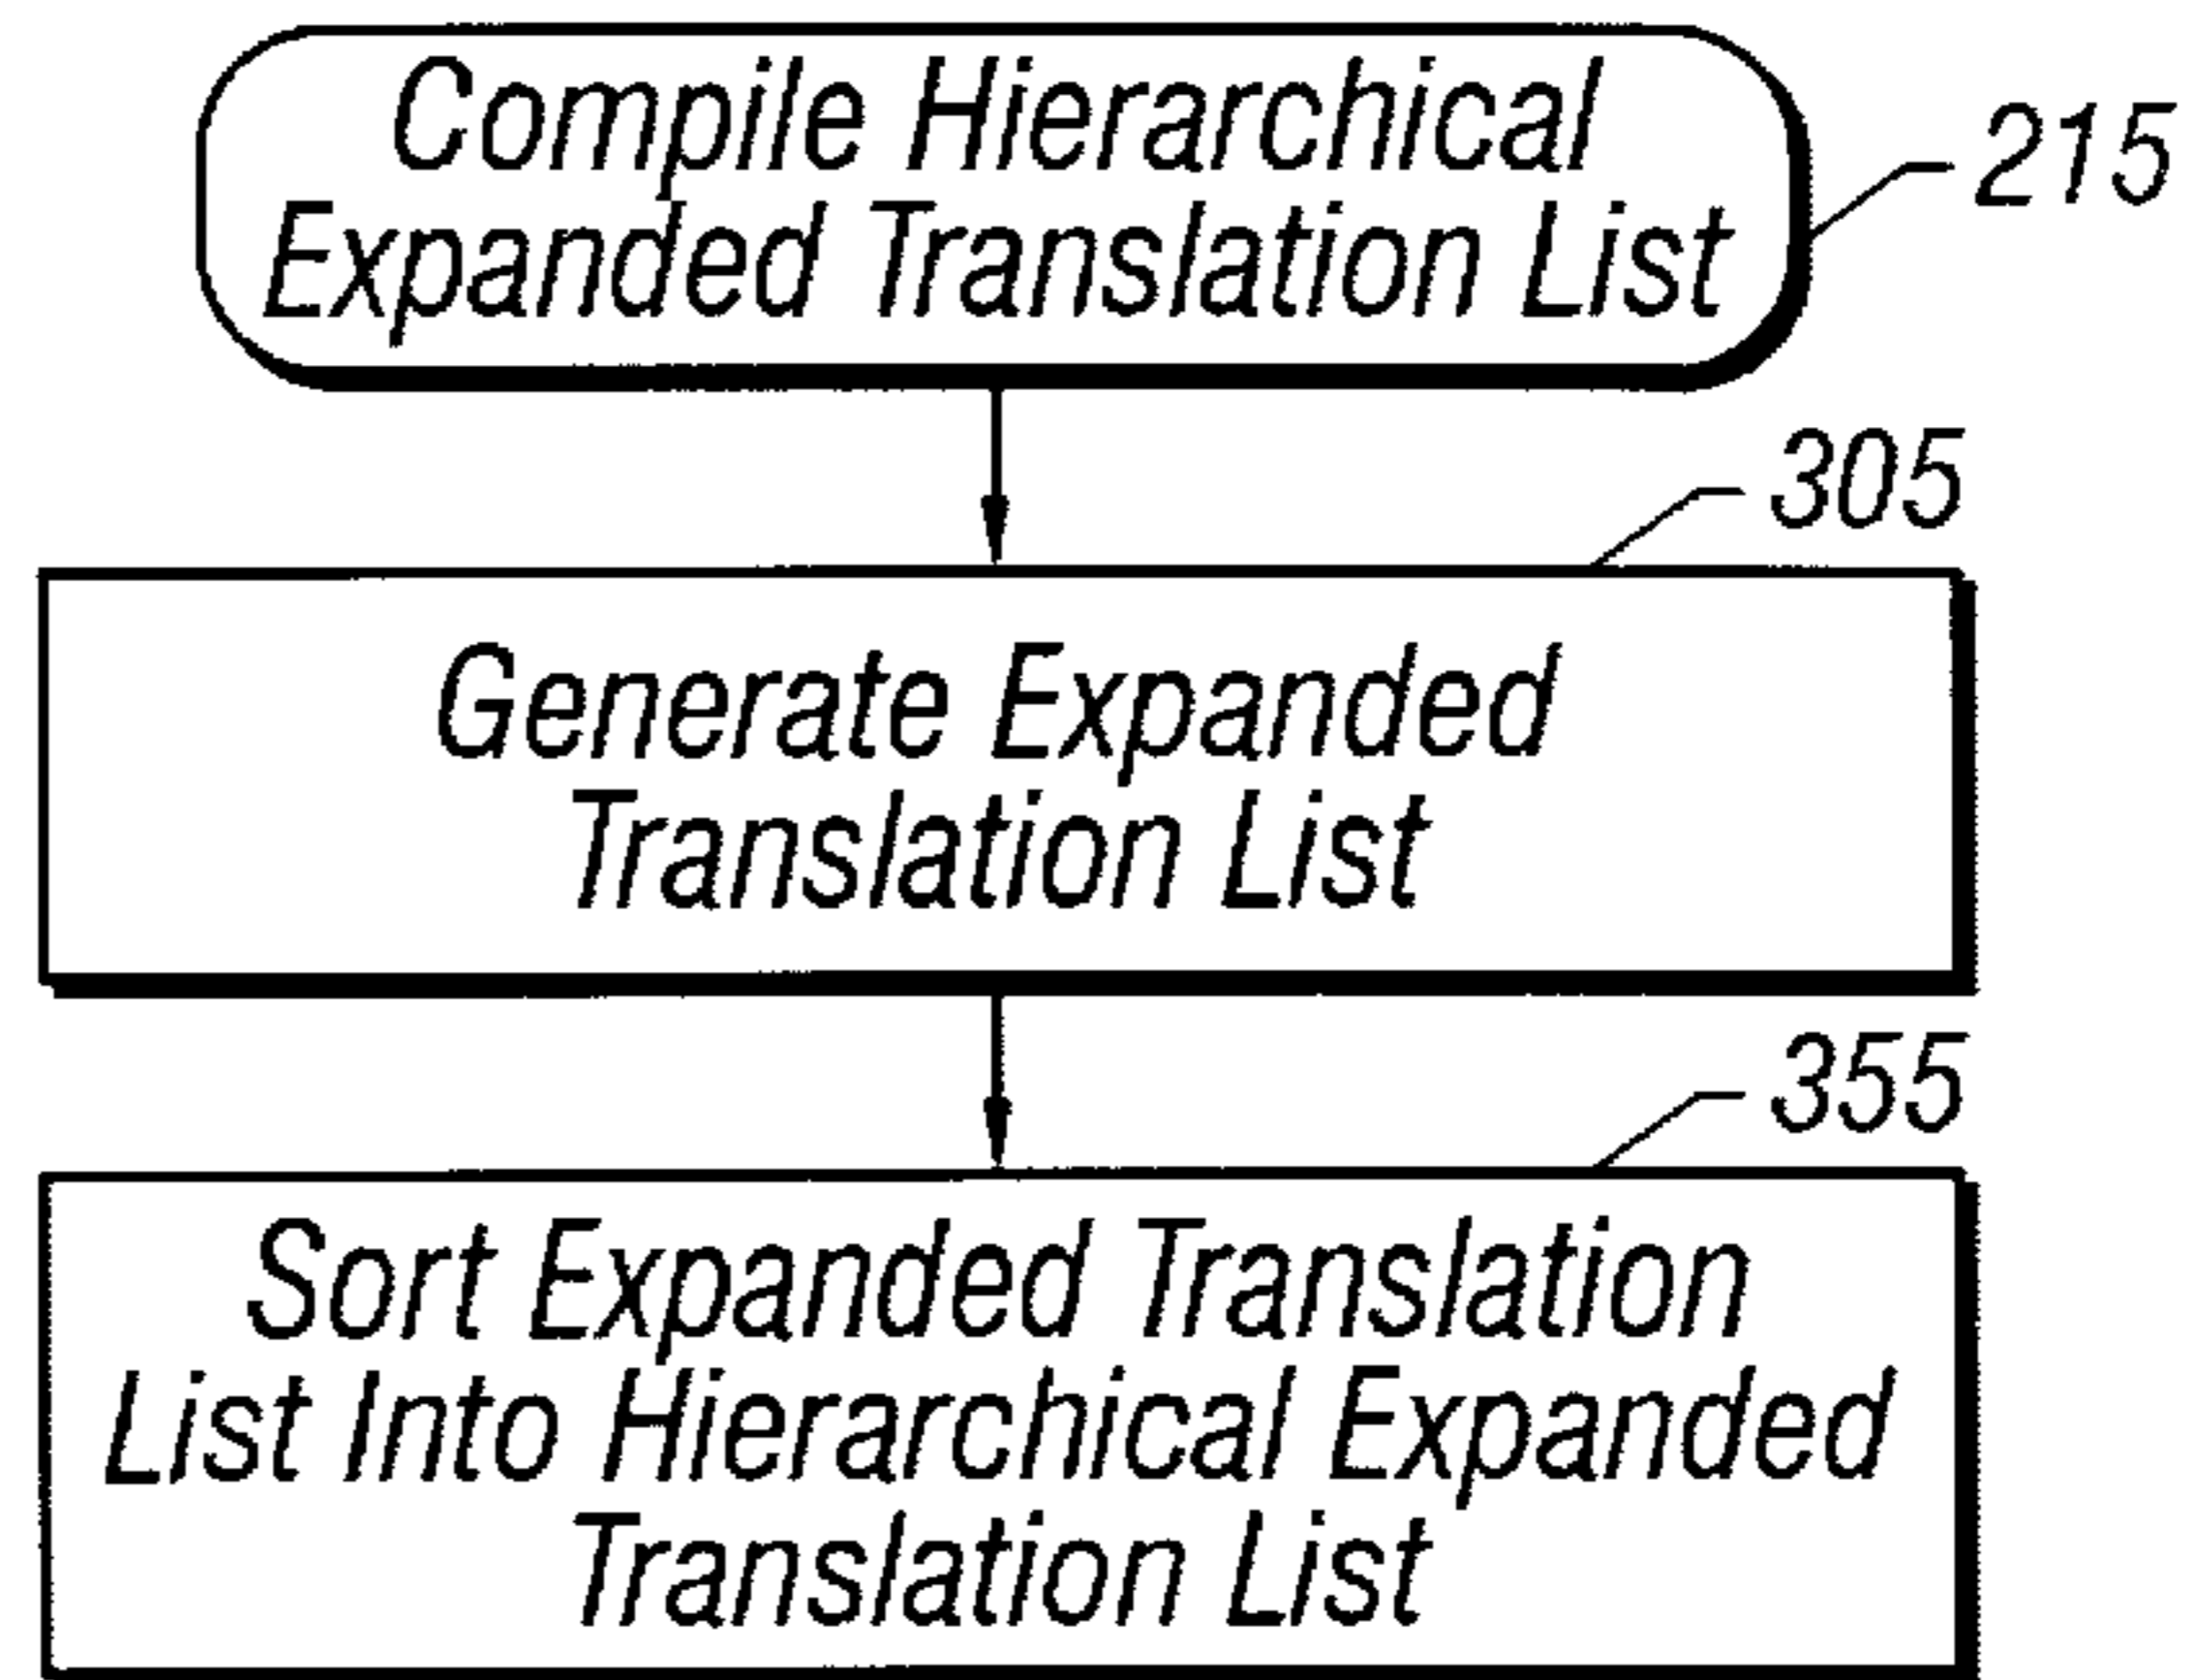 Compile Hierarchical
Expanded Translation List
215
305
Generate Expanded
Translation List
355
Sort Expanded Translation
List Into Hierarchical Expanded
Translation List